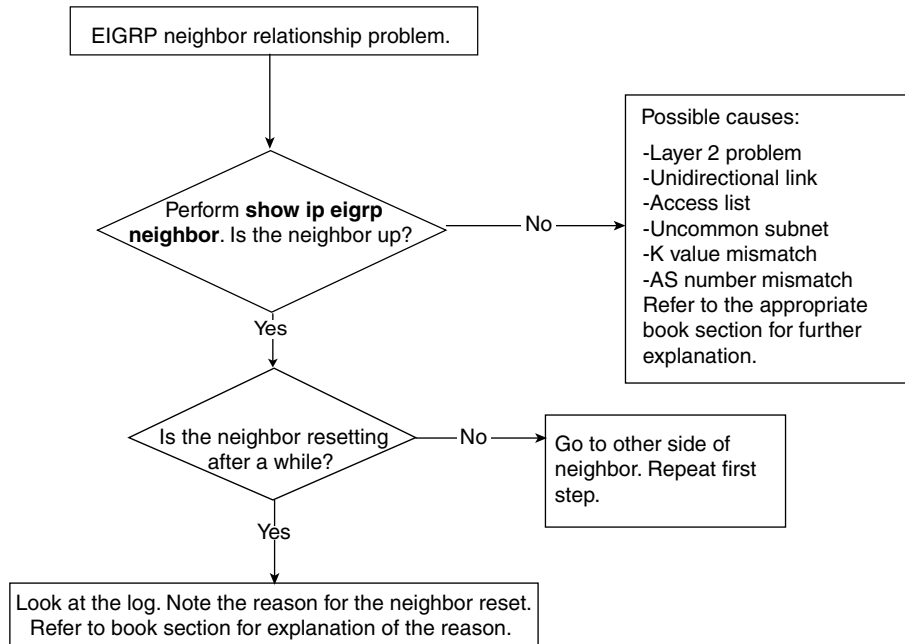 EIGRP neighbor relationship problem.
Perform show ip eigrp
neighbor. Is the neighbor up?
No
Possible causes:
-Layer 2 problem
-Unidirectional link
-Access list
-Uncommon subnet
-K value mismatch
-AS number mismatch
Refer to the appropriate
book section for further
explanation.
Yes
Is the neighbor resetting
after a while?
No
Go to other side of
neighbor. Repeat first
step.
Yes
Look at the log. Note the reason for the neighbor reset.
Refer to book section for explanation of the reason.